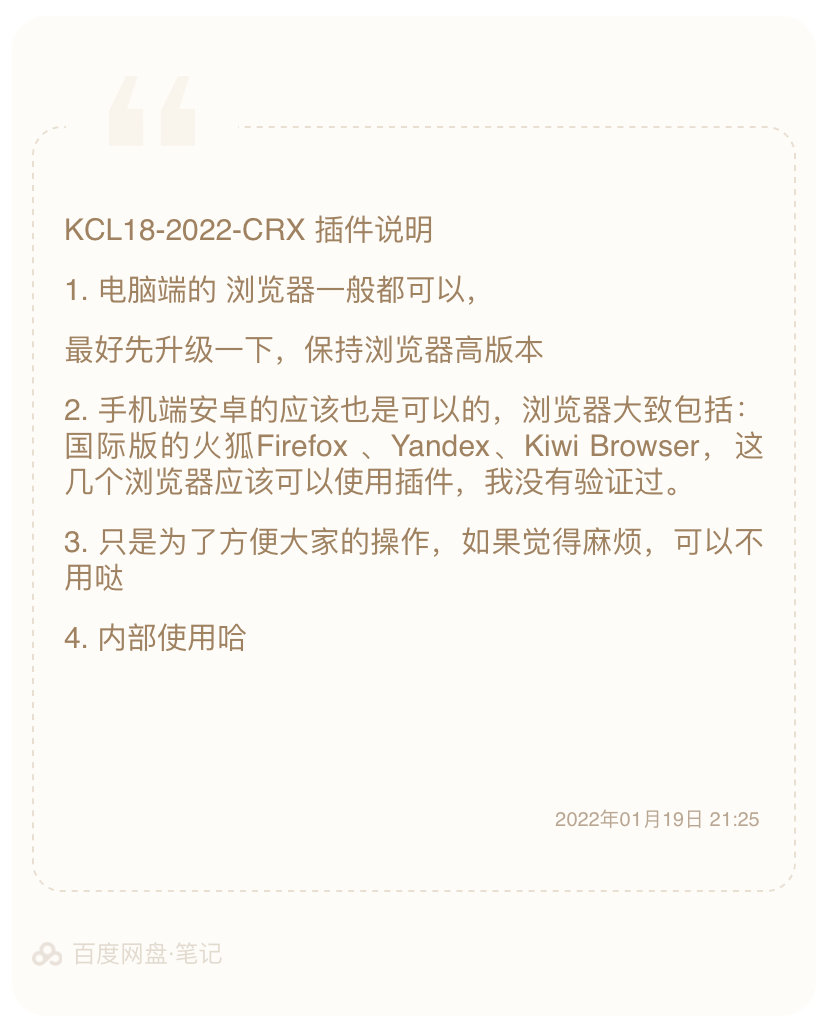 KCL18-2022-CRX 插件说明
1. 电脑端的 浏览器一般都可以，
最好先升级一下，保持浏览器高版本
2. 手机端安卓的应该也是可以的，浏览器大致包括：
国际版的火狐Firefox 、Yandex、Kiwi Browser，这
几个浏览器应该可以使用插件，我没有验证过。
3. 只是为了方便大家的操作，如果觉得麻烦，可以不
用哒
4. 内部使用哈
2022年01月19日 21:25
百度网盘·笔记